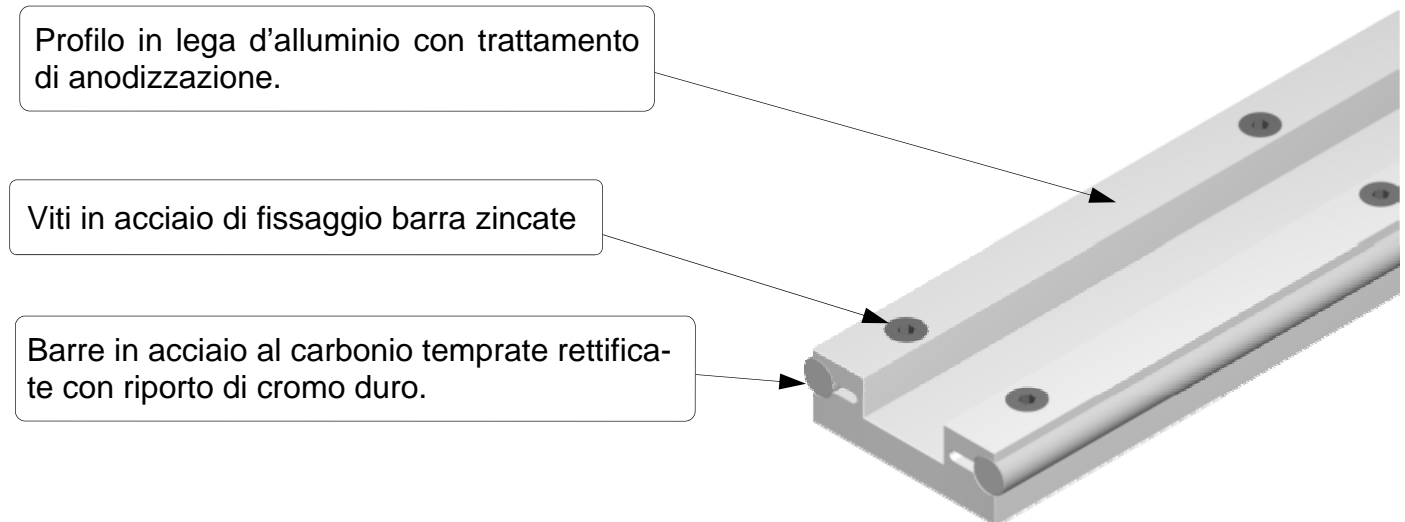 Profilo in lega d’alluminio con trattamento
di anodizzazione.
Viti in acciaio di fissaggio barra zincate
Barre in acciaio al carbonio temprate rettifica-
te con riporto di cromo duro.